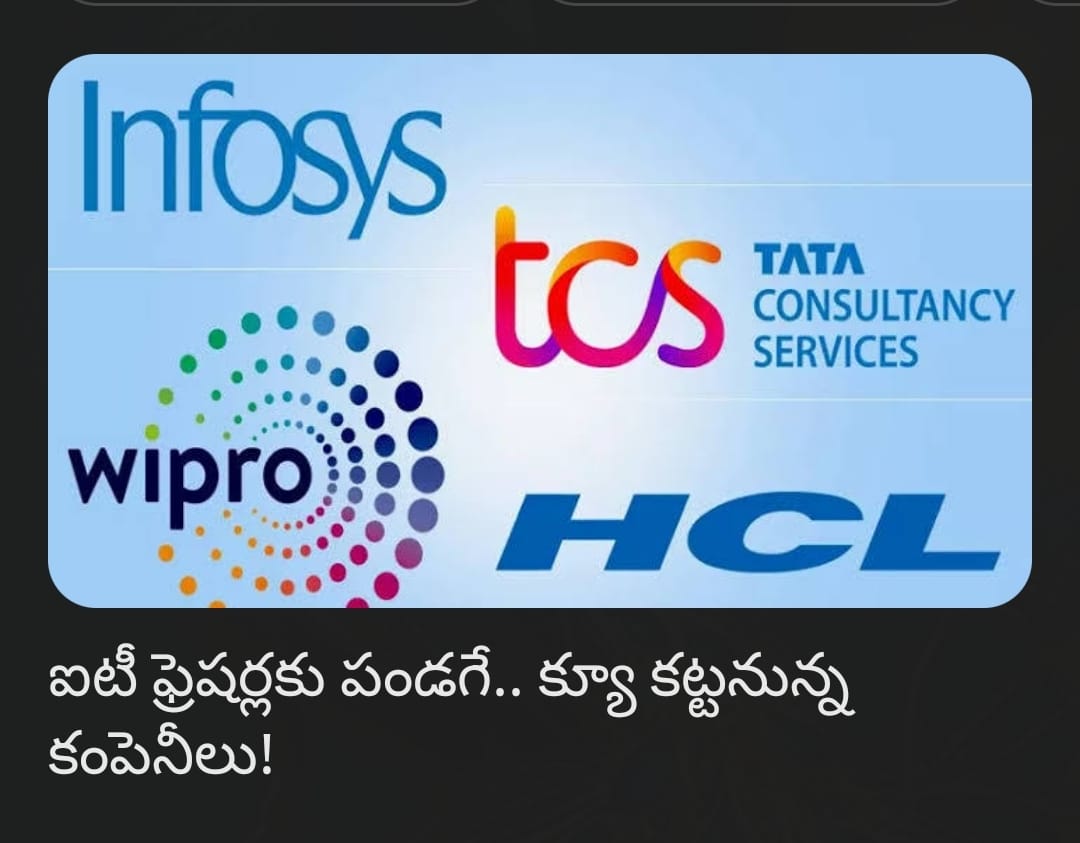 Infosys
tcs TATA
CONSULTANCY
SERVICES
wipro
HCL
ఐటీ ఫ్రెషర్లకు పండగే.. క్యూ కట్టనున్న
కంపెనీలు!